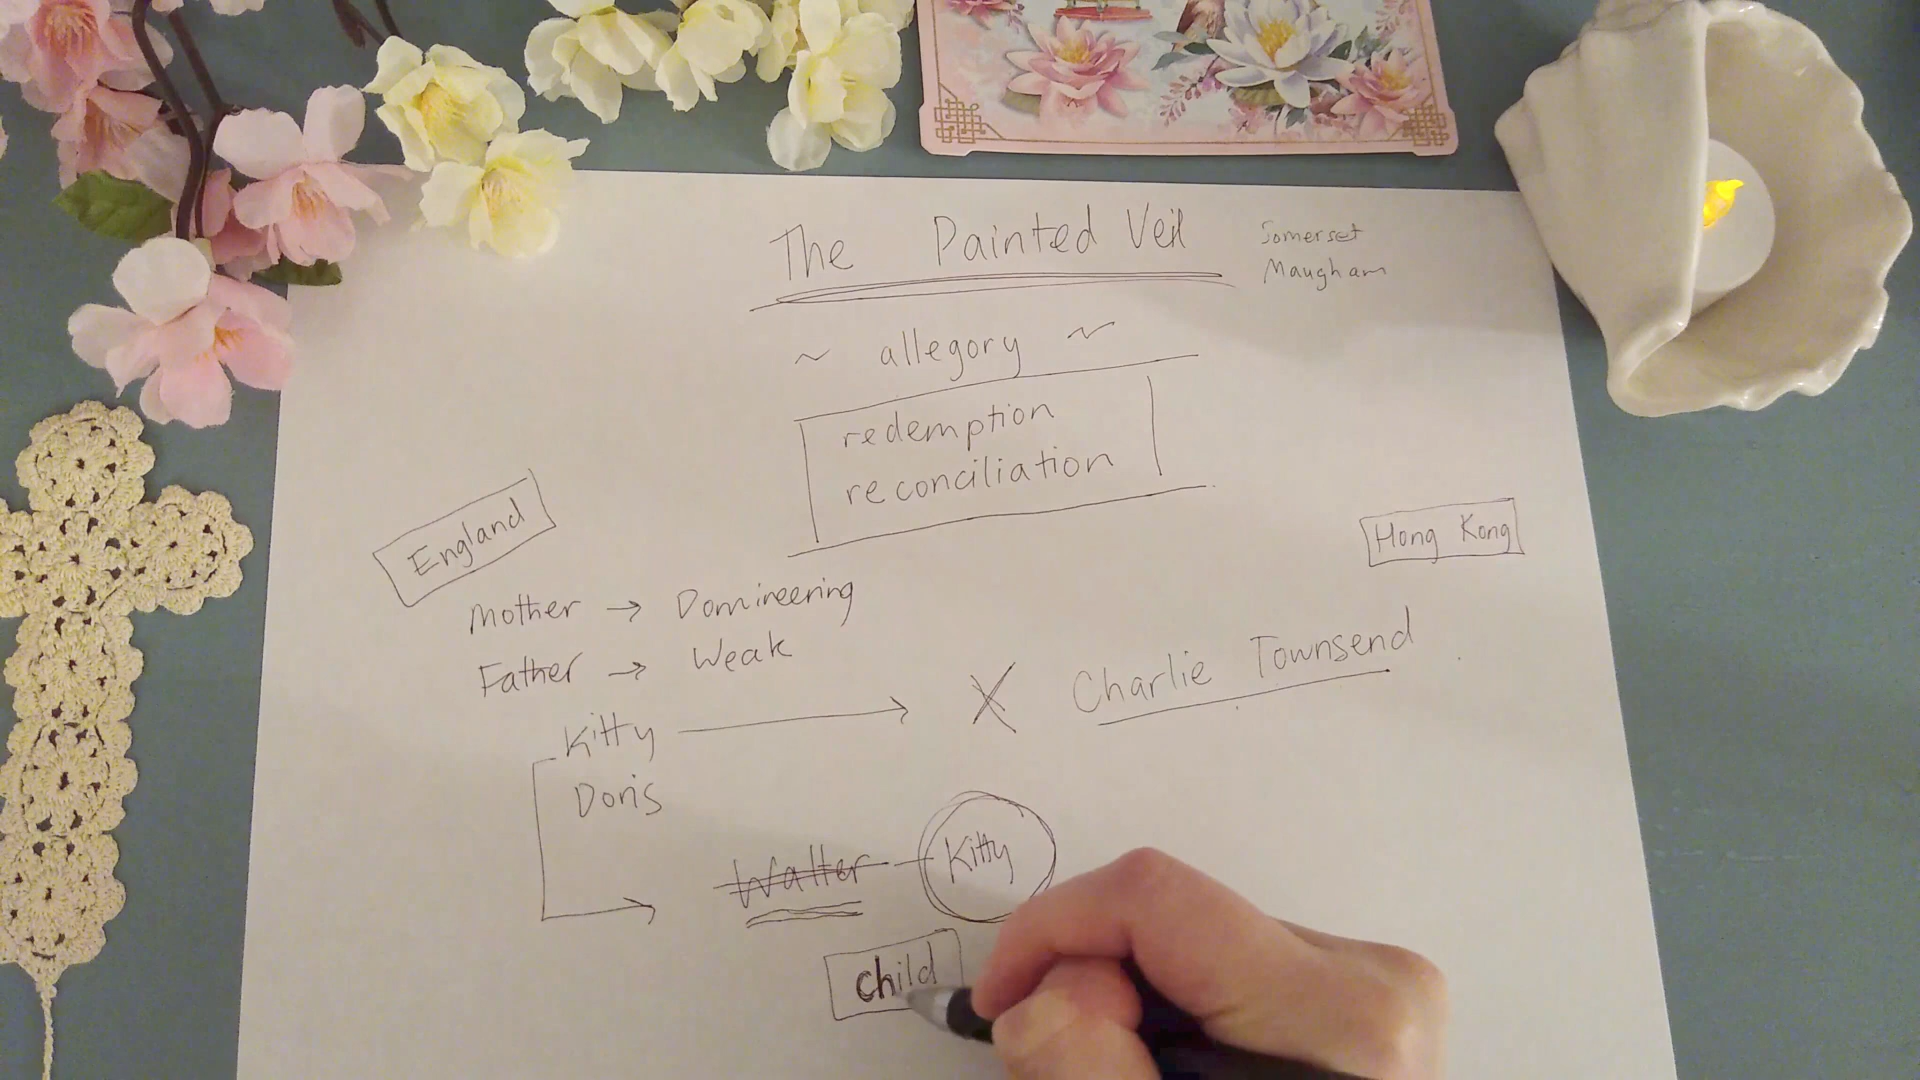 The Painted Veil
Somerset
Maugham
~ allegory ~
redemption
reconciliation
England
Hong Kong
Mother → Domineering
Father → Weak
Kitty → X Charlie Townsend
Doris
Walter - Kitty
child